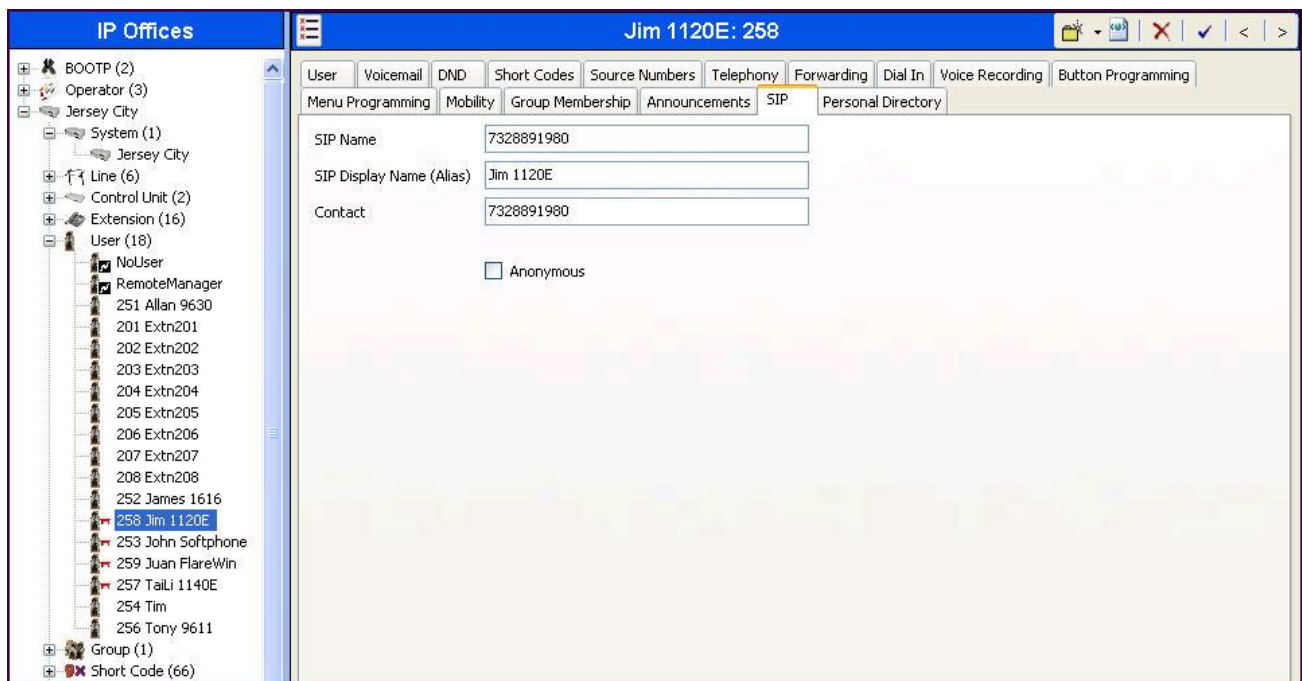 IP Offices
BOOTP (2)
Operator (3)
Jersey City
System (1)
Jersey City
Line (6)
Control Unit (2)
Extension (16)
User (18)
NoUser
RemoteManager
251 Allan 9630
201 Extn201
202 Extn202
203 Extn203
204 Extn204
205 Extn205
206 Extn206
207 Extn207
208 Extn208
252 James 1616
258 Jim 1120E
253 John Softphone
259 Juan FlareWin
257 TaiLi 1140E
254 Tim
256 Tony 9611
Group (1)
Short Code (66)
Jim 1120E: 258
User Voicemail DND Short Codes Source Numbers Telephony Forwarding Dial In Voice Recording Button Programming
Menu Programming Mobility Group Membership Announcements SIP Personal Directory
SIP Name 7328891980
SIP Display Name (Alias) Jim 1120E
Contact 7328891980
Anonymous